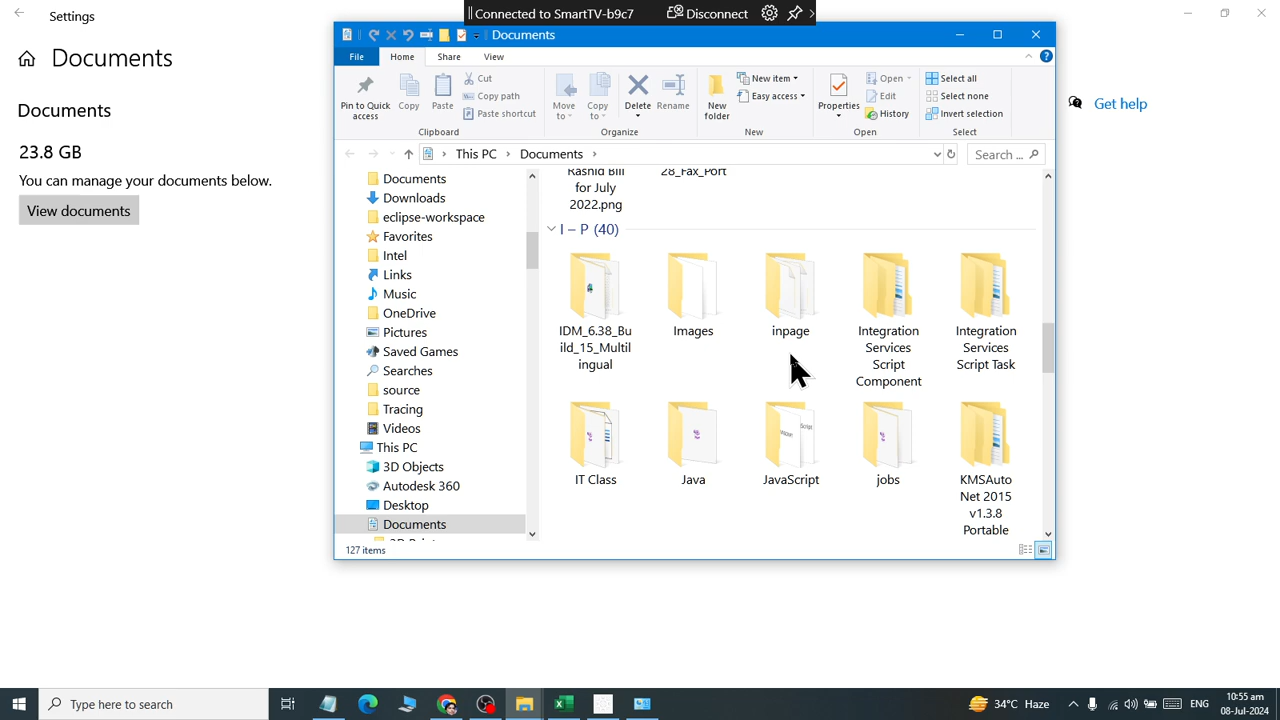 Settings
Connected to SmartTV-b9c7 Disconnect
Documents
Documents
23.8 GB
You can manage your documents below.
View documents
Get help
Documents
File Home Share View
Pin to Quick access
Copy
Paste
Cut
Copy path
Paste shortcut
Clipboard
Move to
Copy to
Delete
Rename
Organize
New folder
New item
Easy access
New
Properties
Open
Edit
History
Open
Select all
Select none
Invert selection
Select
This PC › Documents ›
Search ...
Documents
Downloads
eclipse-workspace
Favorites
Intel
Links
Music
OneDrive
Pictures
Saved Games
Searches
source
Tracing
Videos
This PC
3D Objects
Autodesk 360
Desktop
Documents
Rashid Bill
for July
2022.png
28_Fax_Port
I – P (40)
IDM_6.38_Bu
ild_15_Multil
ingual
Images
inpage
Integration
Services
Script
Component
Integration
Services
Script Task
IT Class
Java
JavaScript
jobs
KMSAuto
Net 2015
v1.3.8
Portable
127 items
Type here to search
34°C Haze
ENG
10:55 am
08-Jul-2024